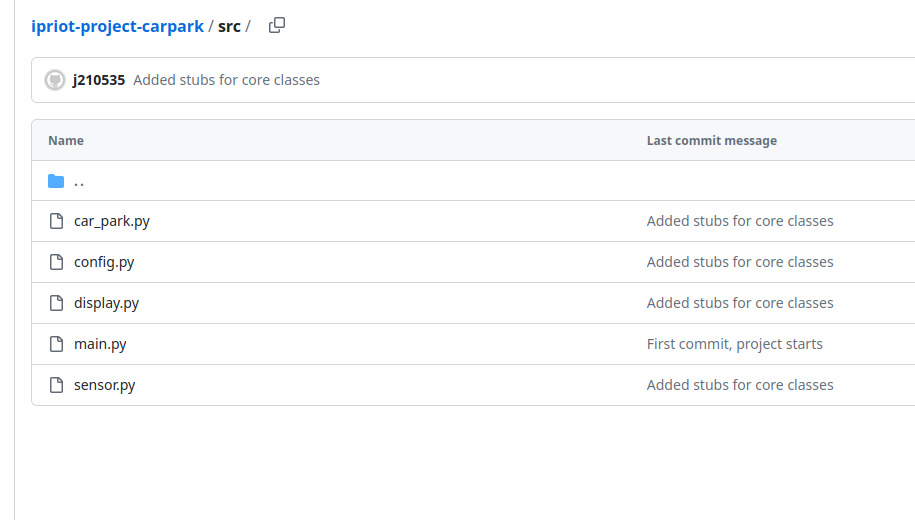 ipriot-project-carpark / src /
j210535 Added stubs for core classes
Name Last commit message
..
car_park.py Added stubs for core classes
config.py Added stubs for core classes
display.py Added stubs for core classes
main.py First commit, project starts
sensor.py Added stubs for core classes